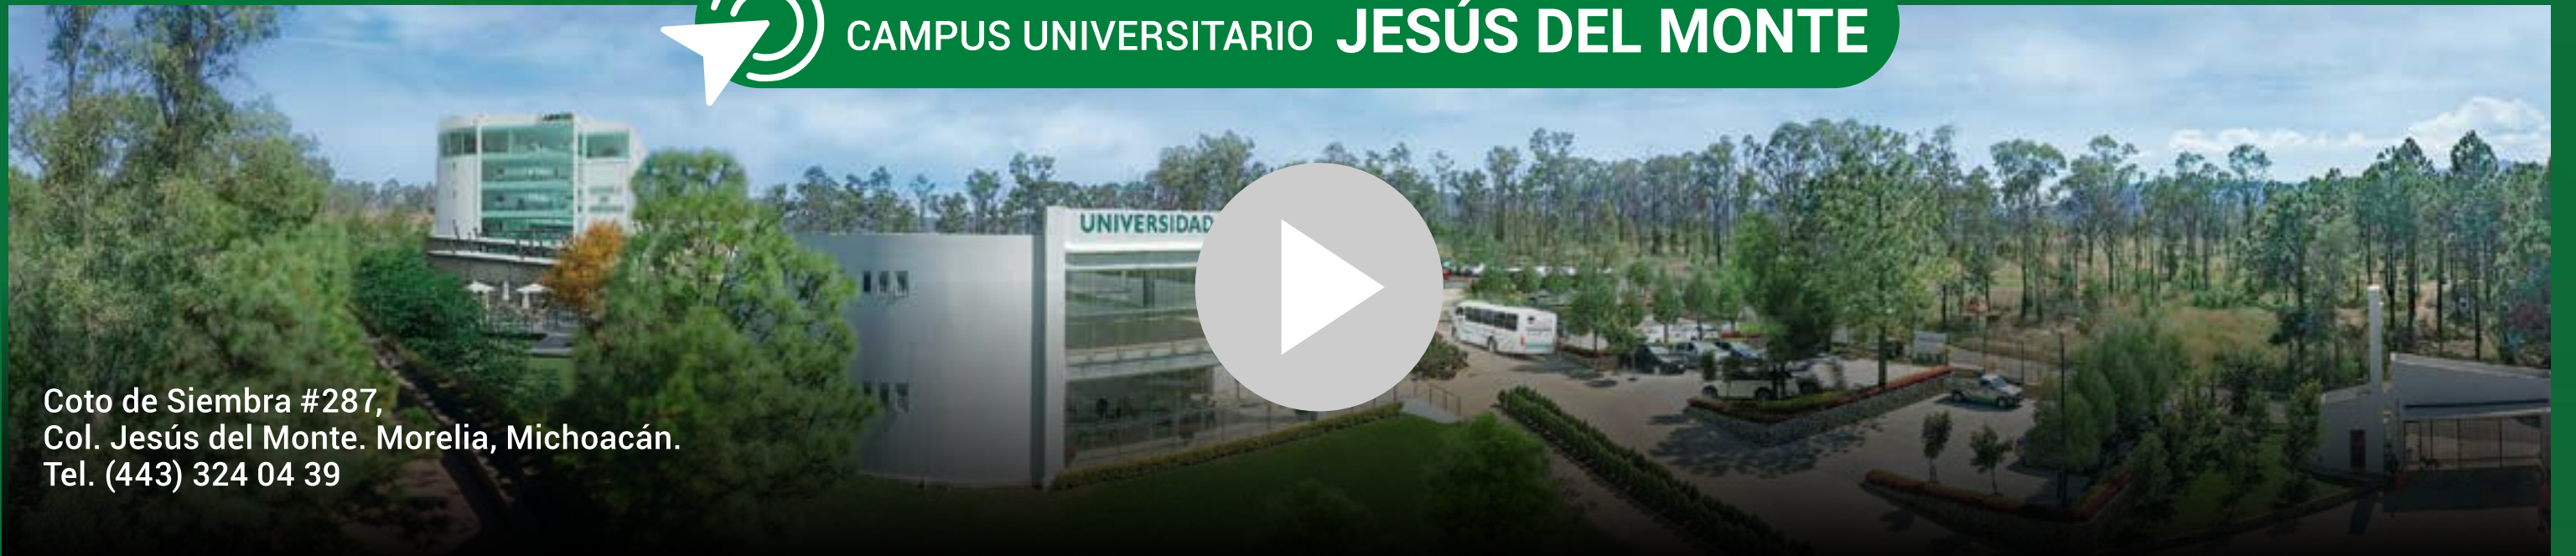 CAMPUS UNIVERSITARIO JESÚS DEL MONTE
UNIVERSIDAD
Coto de Siembra #287,
Col. Jesús del Monte. Morelia, Michoacán.
Tel. (443) 324 04 39